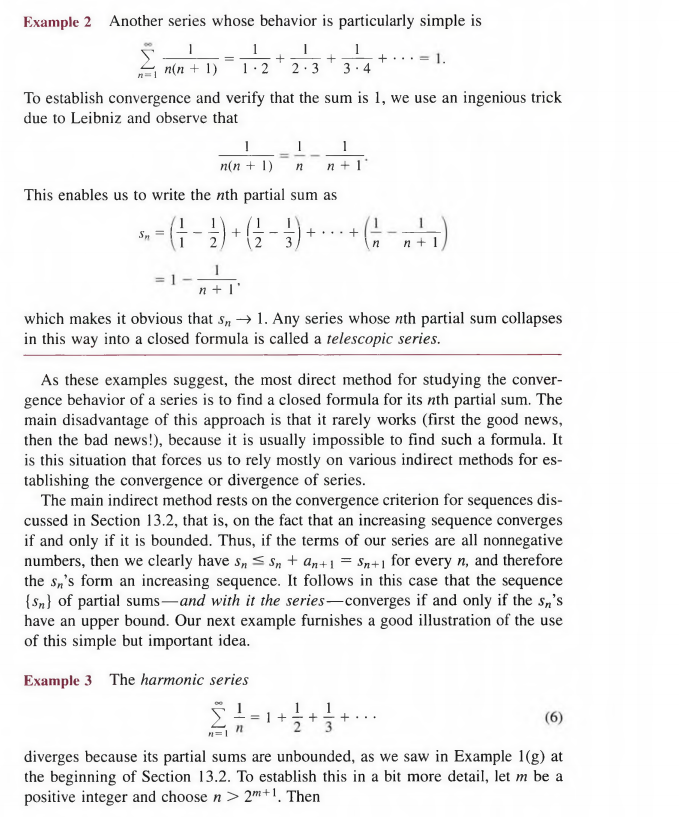 Example 2 Another series whose behavior is particularly simple is
∑_{n=1}^{∞} 1/(n(n + 1)) = 1/(1 · 2) + 1/(2 · 3) + 1/(3 · 4) + · · · = 1.
To establish convergence and verify that the sum is 1, we use an ingenious trick
due to Leibniz and observe that
1/(n(n + 1)) = 1/n − 1/(n + 1).
This enables us to write the nth partial sum as
s_n = (1/1 − 1/2) + (1/2 − 1/3) + · · · + (1/n − 1/(n + 1))
= 1 − 1/(n + 1),
which makes it obvious that s_n → 1. Any series whose nth partial sum collapses
in this way into a closed formula is called a telescopic series.
As these examples suggest, the most direct method for studying the conver-
gence behavior of a series is to find a closed formula for its nth partial sum. The
main disadvantage of this approach is that it rarely works (first the good news,
then the bad news!), because it is usually impossible to find such a formula. It
is this situation that forces us to rely mostly on various indirect methods for es-
tablishing the convergence or divergence of series.
The main indirect method rests on the convergence criterion for sequences dis-
cussed in Section 13.2, that is, on the fact that an increasing sequence converges
if and only if it is bounded. Thus, if the terms of our series are all nonnegative
numbers, then we clearly have s_n ≤ s_n + a_{n+1} = s_{n+1} for every n, and therefore
the s_n's form an increasing sequence. It follows in this case that the sequence
{s_n} of partial sums—and with it the series—converges if and only if the s_n's
have an upper bound. Our next example furnishes a good illustration of the use
of this simple but important idea.
Example 3 The harmonic series
∑_{n=1}^{∞} 1/n = 1 + 1/2 + 1/3 + · · · (6)
diverges because its partial sums are unbounded, as we saw in Example 1(g) at
the beginning of Section 13.2. To establish this in a bit more detail, let m be a
positive integer and choose n > 2^{m+1}. Then